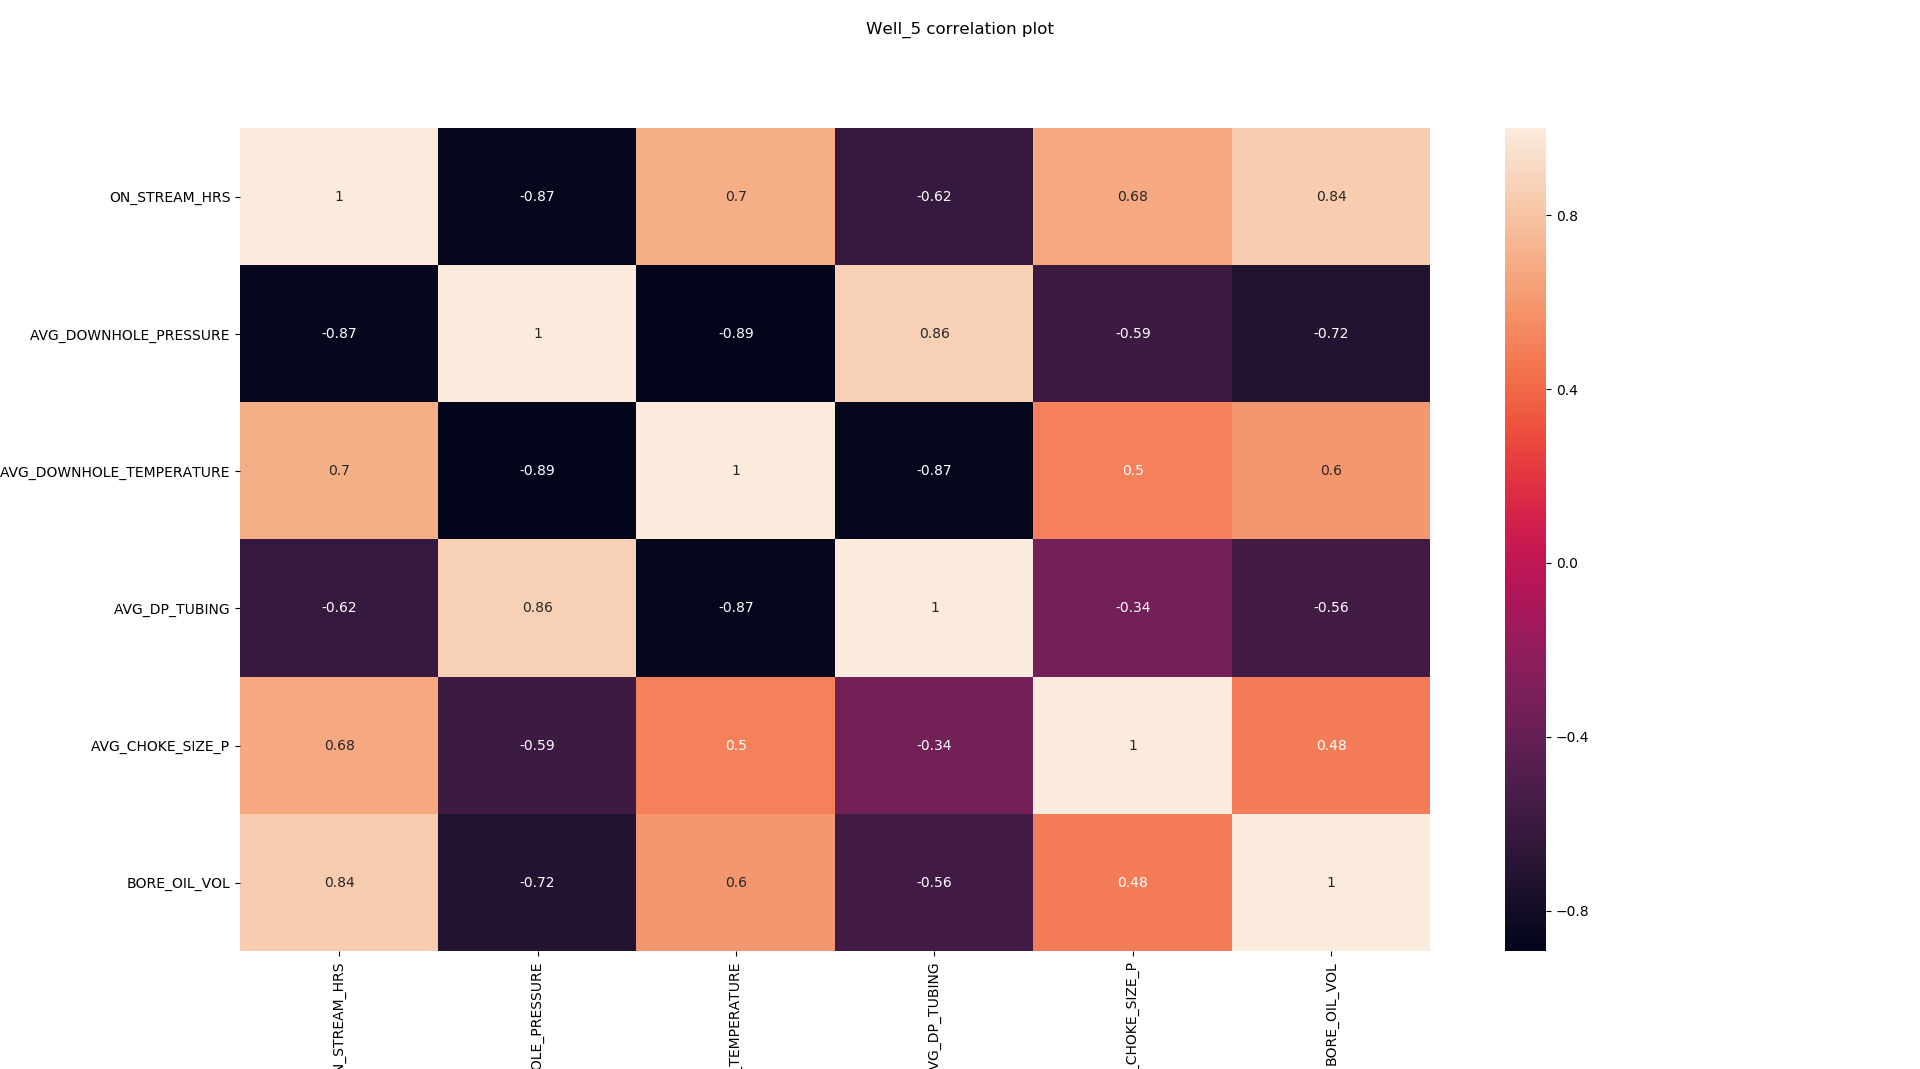 Well_5 correlation plot
ON_STREAM_HRS 1 -0.87 0.7 -0.62 0.68 0.84
AVG_DOWNHOLE_PRESSURE -0.87 1 -0.89 0.86 -0.59 -0.72
AVG_DOWNHOLE_TEMPERATURE 0.7 -0.89 1 -0.87 0.5 0.6
AVG_DP_TUBING -0.62 0.86 -0.87 1 -0.34 -0.56
AVG_CHOKE_SIZE_P 0.68 -0.59 0.5 -0.34 1 0.48
BORE_OIL_VOL 0.84 -0.72 0.6 -0.56 0.48 1
N_STREAM_HRS
OLE_PRESSURE
_TEMPERATURE
VG_DP_TUBING
_CHOKE_SIZE_P
BORE_OIL_VOL
0.8
0.4
0.0
−0.4
−0.8